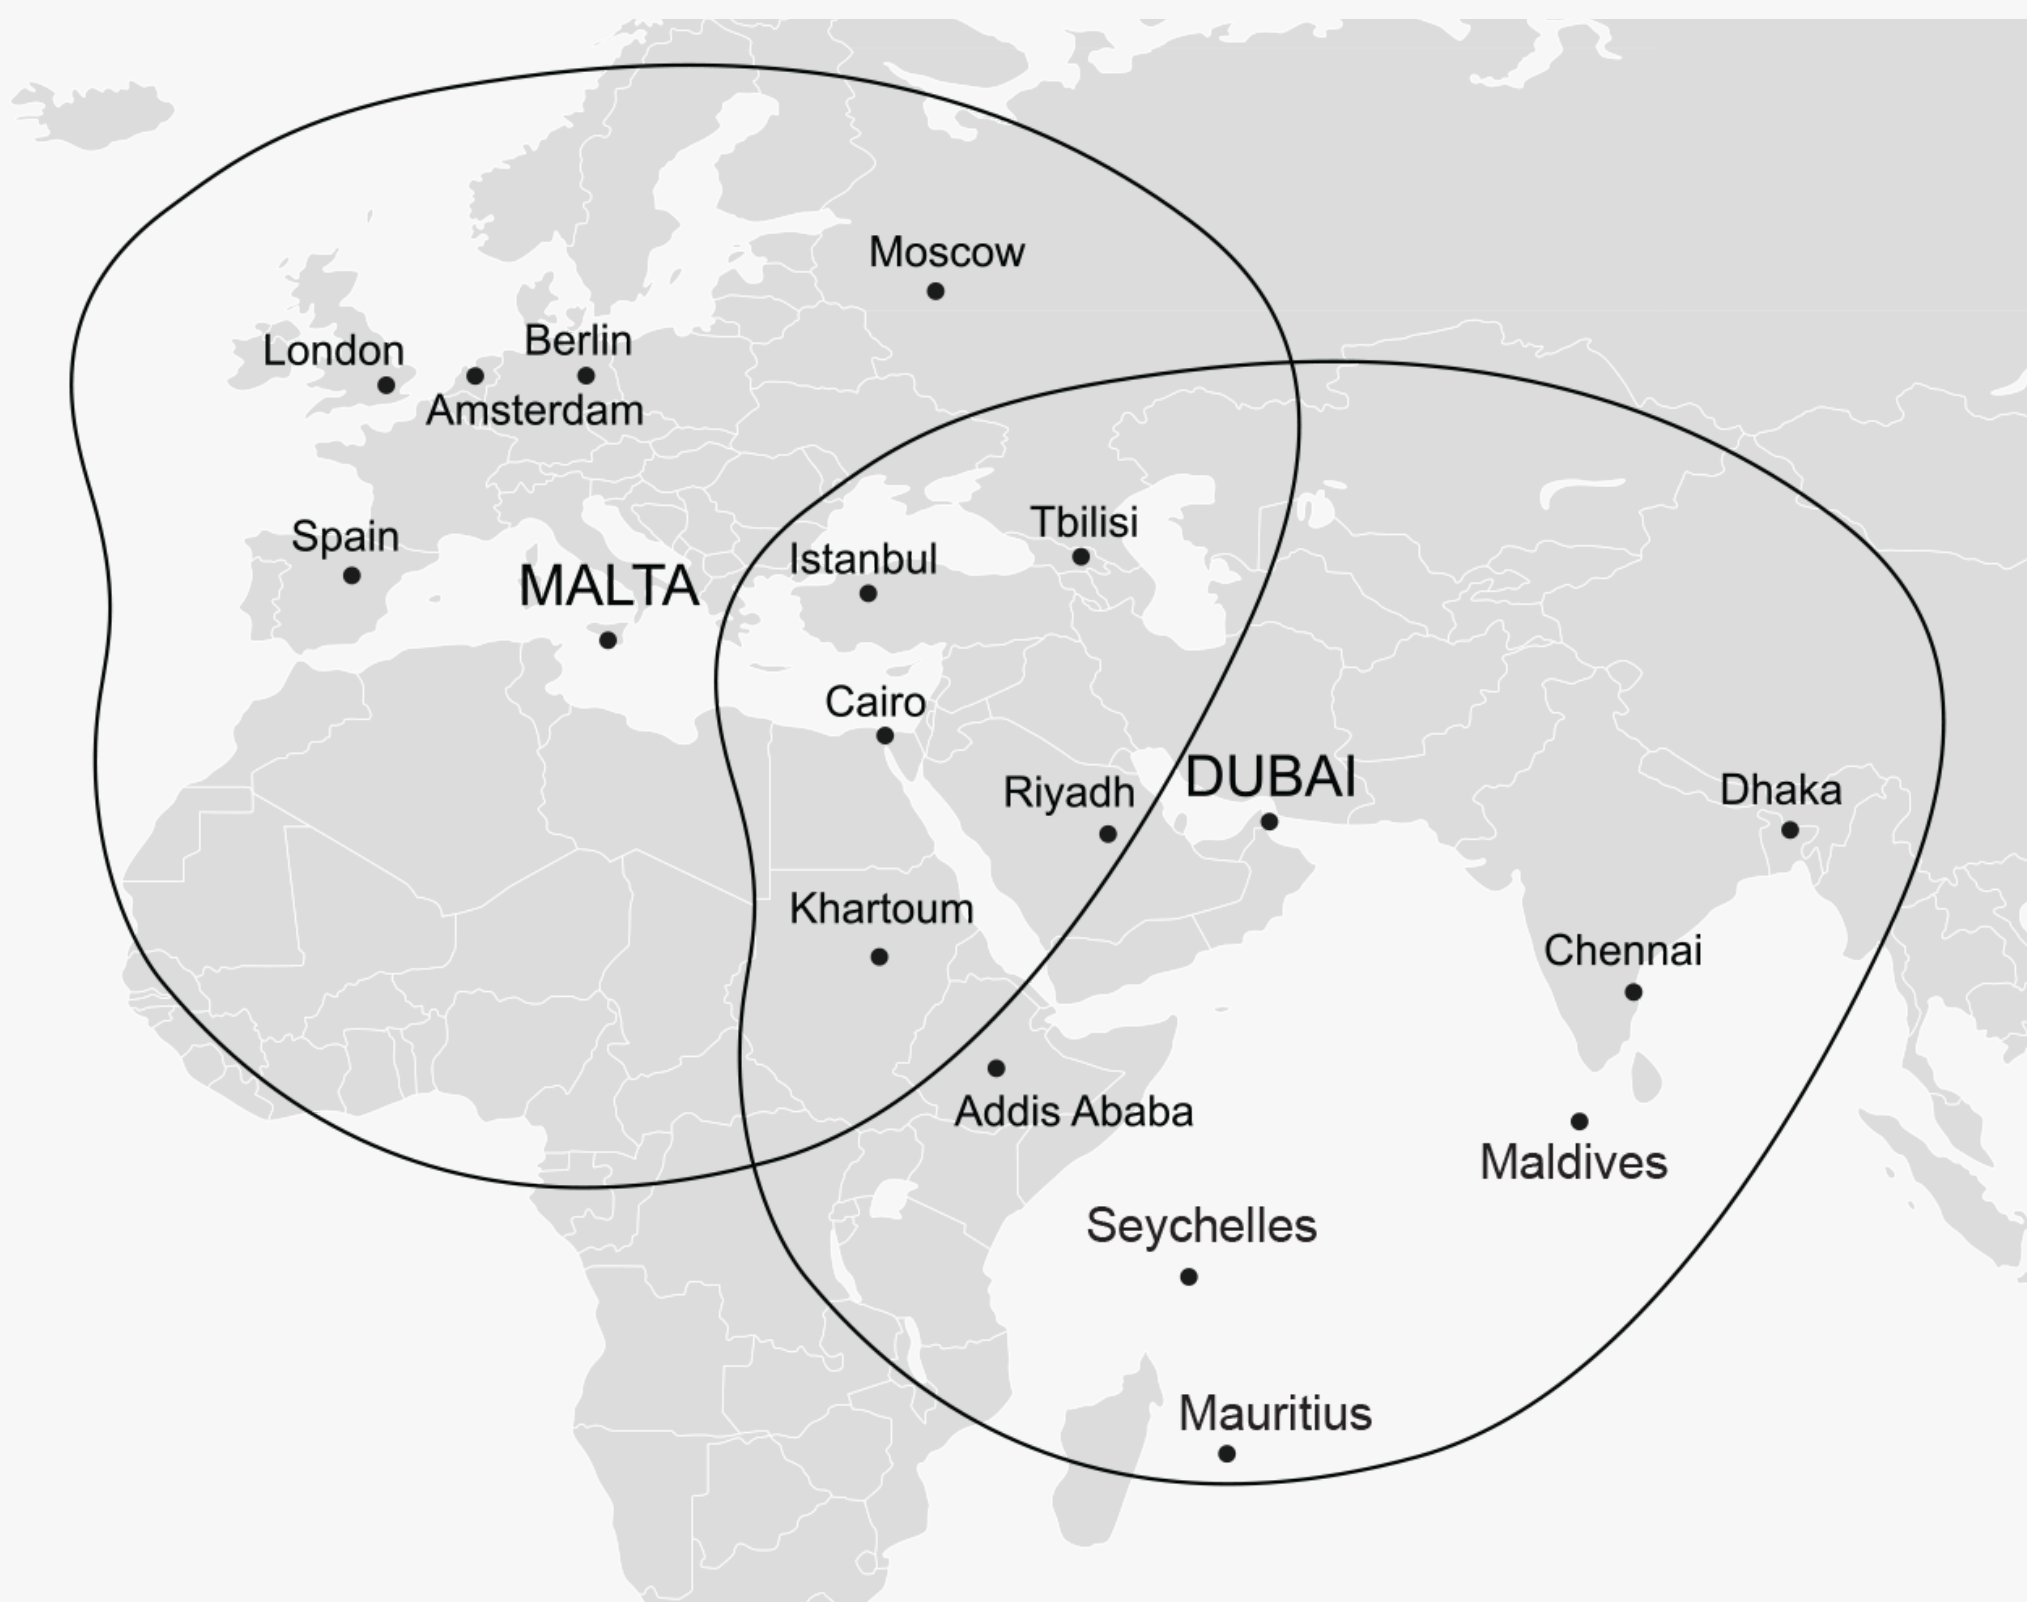 Moscow
Berlin
London
Amsterdam
Tbilisi
Spain
Istanbul
MALTA
Cairo
DUBAI
Riyadh
Dhaka
Khartoum
Chennai
Addis Ababa
Maldives
Seychelles
Mauritius